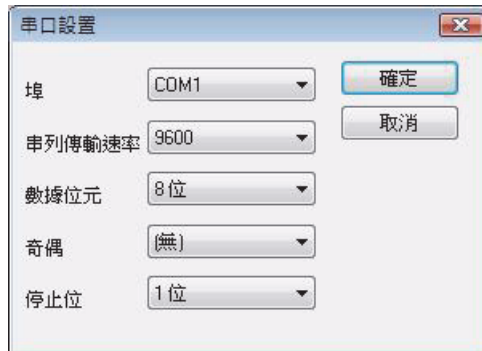 串口設置
埠 COM1 確定
取消
串列傳輸速率 9600
數據位元 8位
奇偶 (無)
停止位 1位